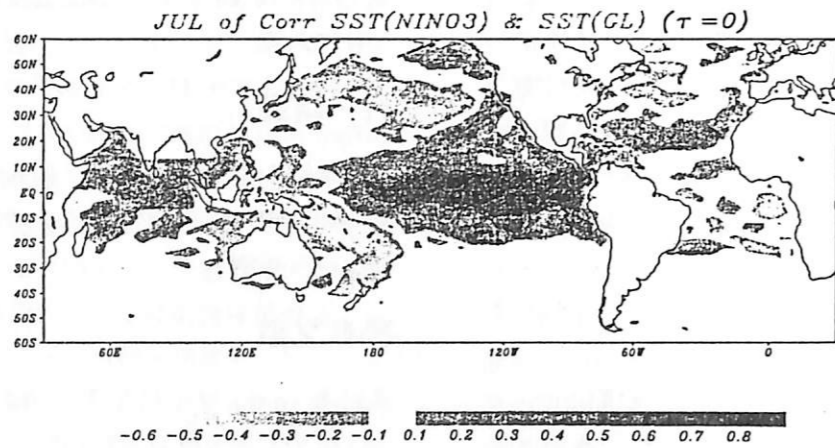 JUL of Corr SST(NINO3) & SST(GL) (τ=0)
60N
50N
40N
30N
20N
10N
EQ
10S
20S
30S
40S
50S
60S
60E 120E 180 120W 60W 0
-0.6 -0.5 -0.4 -0.3 -0.2 -0.1 0.1 0.2 0.3 0.4 0.5 0.6 0.8